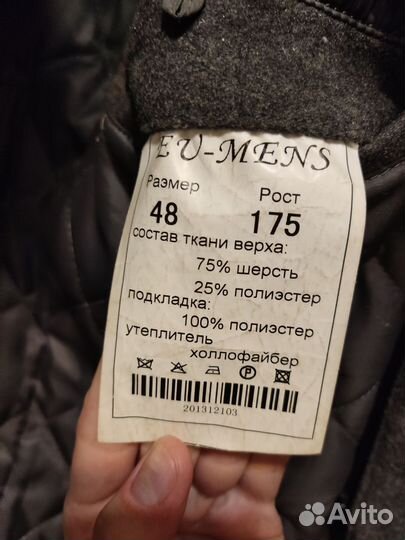 EU-MENS
Размер Рост
48 175
состав ткани верха:
75% шерсть
25% полиэстер
подкладка:
100% полиэстер
утеплитель
холлофайбер
P
201312103
Avito